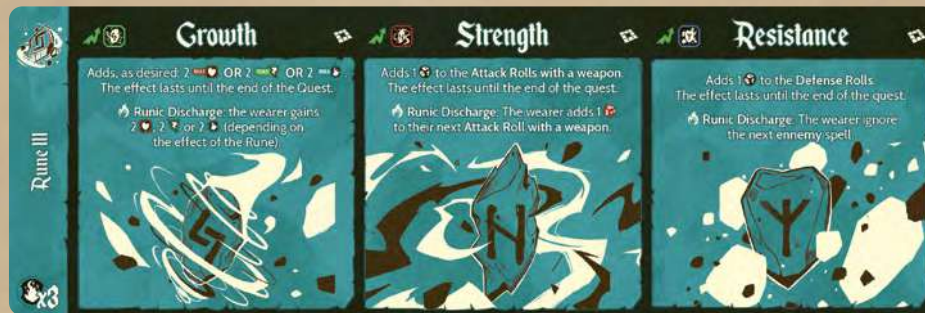 Rune III
x3
Growth
Adds, as desired: 2 MAX OR 2 MAX OR 2 MAX
The effect lasts until the end of the Quest.
Runic Discharge: the wearer gains
2 , 2 or 2 (depending on
the effect of the Rune).
Strength
Adds 1 to the Attack Rolls with a weapon.
The effect lasts until the end of the quest.
Runic Discharge: The wearer adds 1
to their next Attack Roll with a weapon.
Resistance
Adds 1 to the Defense Rolls.
The effect lasts until the end of the quest.
Runic Discharge: The wearer ignore
the next ennemy spell.